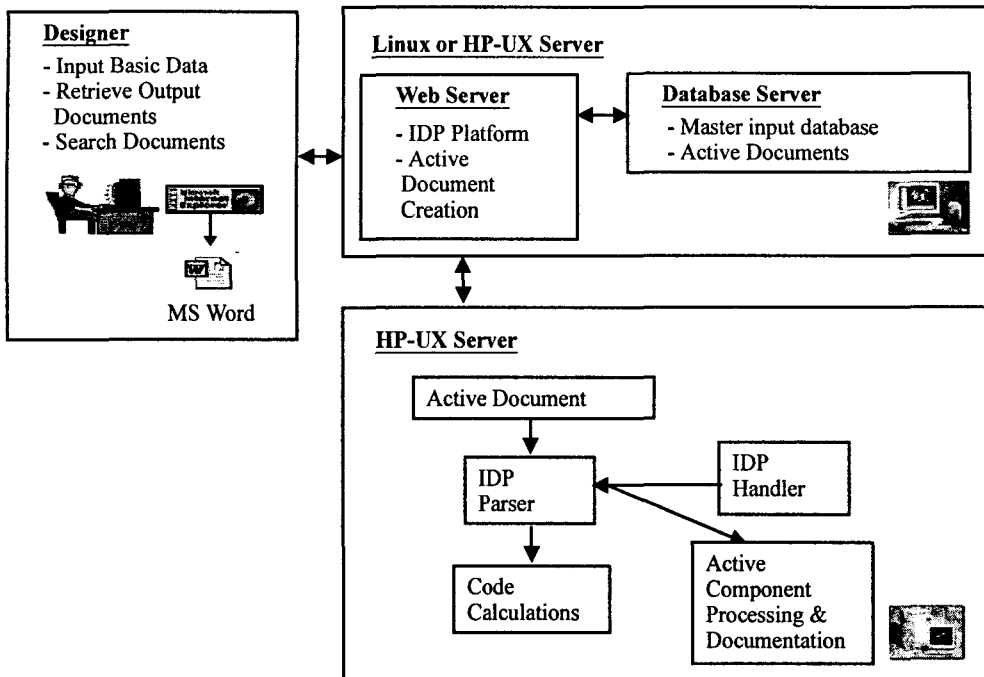 Designer
- Input Basic Data
- Retrieve Output
Documents
- Search Documents
Explorer
W
MS Word
Linux or HP-UX Server
Web Server
- IDP Platform
- Active
Document
Creation
Database Server
- Master input database
- Active Documents
HP-UX Server
Active Document
IDP
Parser
IDP
Handler
Code
Calculations
Active
Component
Processing &
Documentation